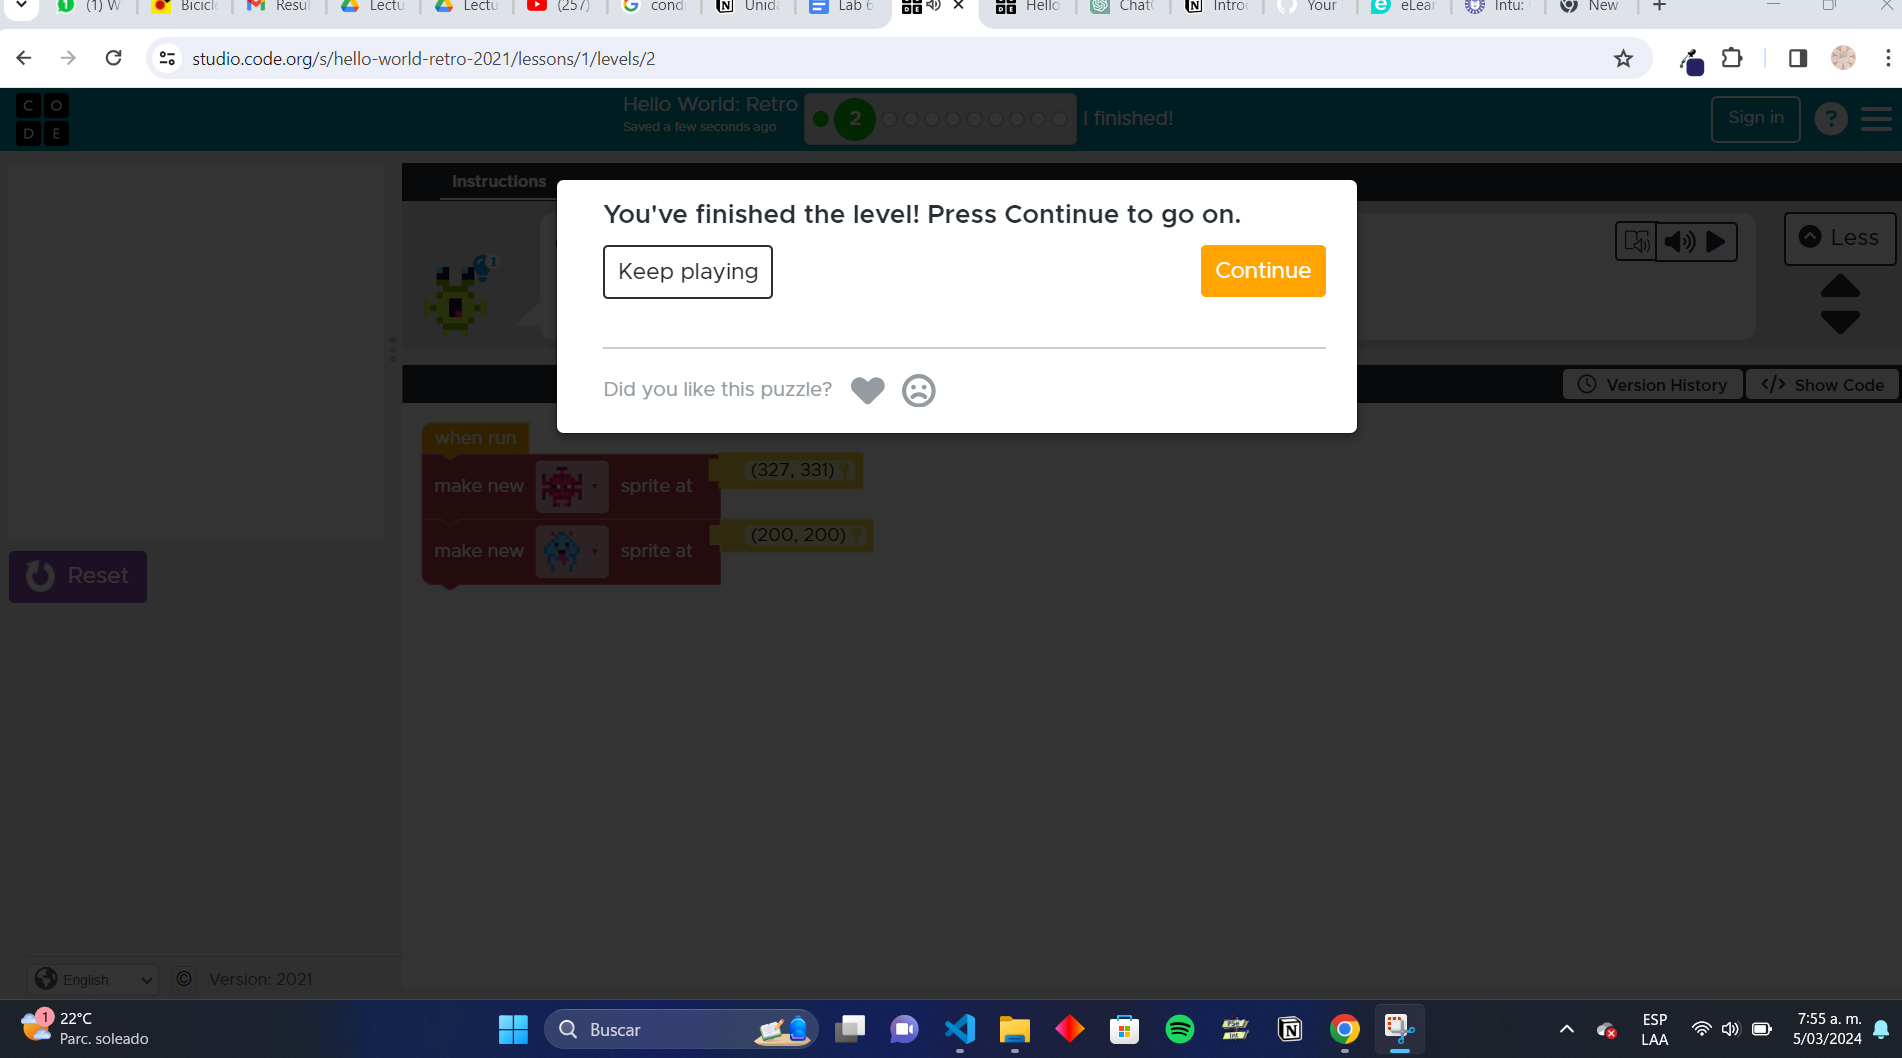 (1) W
Bicicl
Resul
Lectu
Lectu
(257)
cond
Unida
Lab 6
Hello
Chat
Intro
Your
eLear
Intu:
New
studio.code.org/s/hello-world-retro-2021/lessons/1/levels/2
C O
D E
Hello World: Retro
Saved a few seconds ago
2
I finished!
Sign in
?
Instructions
You've finished the level! Press Continue to go on.
Keep playing
Continue
Did you like this puzzle?
1
Less
Version History
Show Code
when run
make new sprite at (327, 331)
make new sprite at (200, 200)
Reset
English
© Version: 2021
1
22°C
Parc. soleado
Buscar
ESP
LAA
7:55 a. m.
5/03/2024